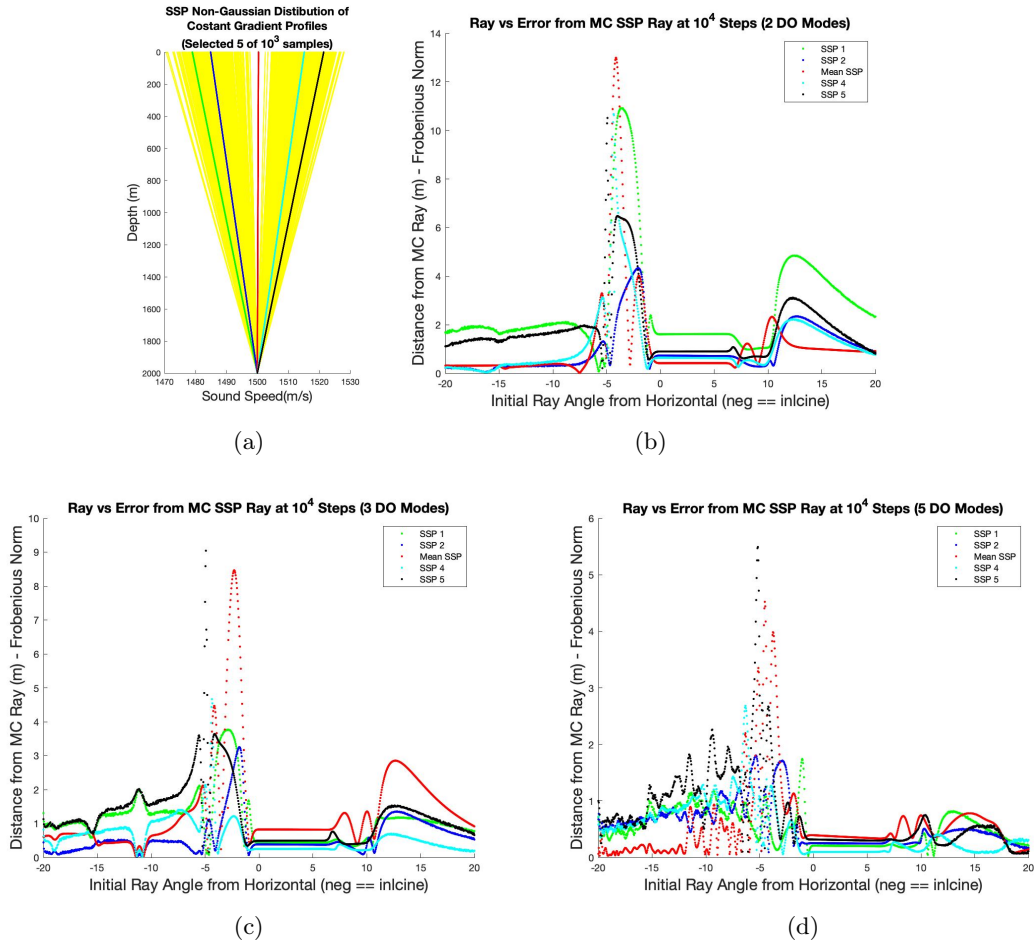 SSP Non-Gaussian Distibution of
Costant Gradient Profiles
(Selected 5 of 10³ samples)
0
200
400
600
800
1000
1200
1400
1600
1800
2000
Depth (m)
1470
1480
1490
1500
1510
1520
1530
Sound Speed(m/s)
(a)
Ray vs Error from MC SSP Ray at 10⁴ Steps (2 DO Modes)
SSP 1
SSP 2
Mean SSP
SSP 4
SSP 5
14
12
10
8
6
4
2
0
Distance from MC Ray (m) - Frobenious Norm
-20
-15
-10
-5
0
5
10
15
20
Initial Ray Angle from Horizontal (neg == inlcine)
(b)
Ray vs Error from MC SSP Ray at 10⁴ Steps (3 DO Modes)
SSP 1
SSP 2
Mean SSP
SSP 4
SSP 5
10
9
8
7
6
5
4
3
2
1
0
Distance from MC Ray (m) - Frobenious Norm
-20
-15
-10
-5
0
5
10
15
20
Initial Ray Angle from Horizontal (neg == inlcine)
(c)
Ray vs Error from MC SSP Ray at 10⁴ Steps (5 DO Modes)
SSP 1
SSP 2
Mean SSP
SSP 4
SSP 5
6
5
4
3
2
1
0
Distance from MC Ray (m) - Frobenious Norm
-20
-15
-10
-5
0
5
10
15
20
Initial Ray Angle from Horizontal (neg == inlcine)
(d)